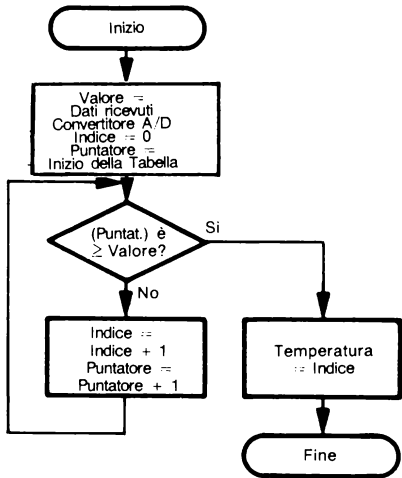 Inizio
Valore =
Dati ricevuti
Convertitore A/D
Indice = 0
Puntatore =
Inizio della Tabella
(Puntat.) è
≥ Valore?
Si
No
Indice =
Indice + 1
Puntatore =
Puntatore + 1
Temperatura
= Indice
Fine